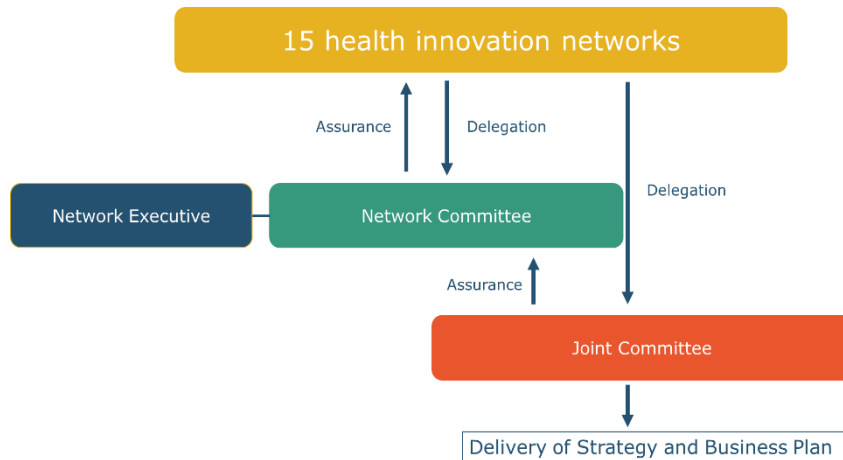 15 health innovation networks
Assurance
Delegation
Delegation
Network Executive
Network Committee
Assurance
Joint Committee
Delivery of Strategy and Business Plan